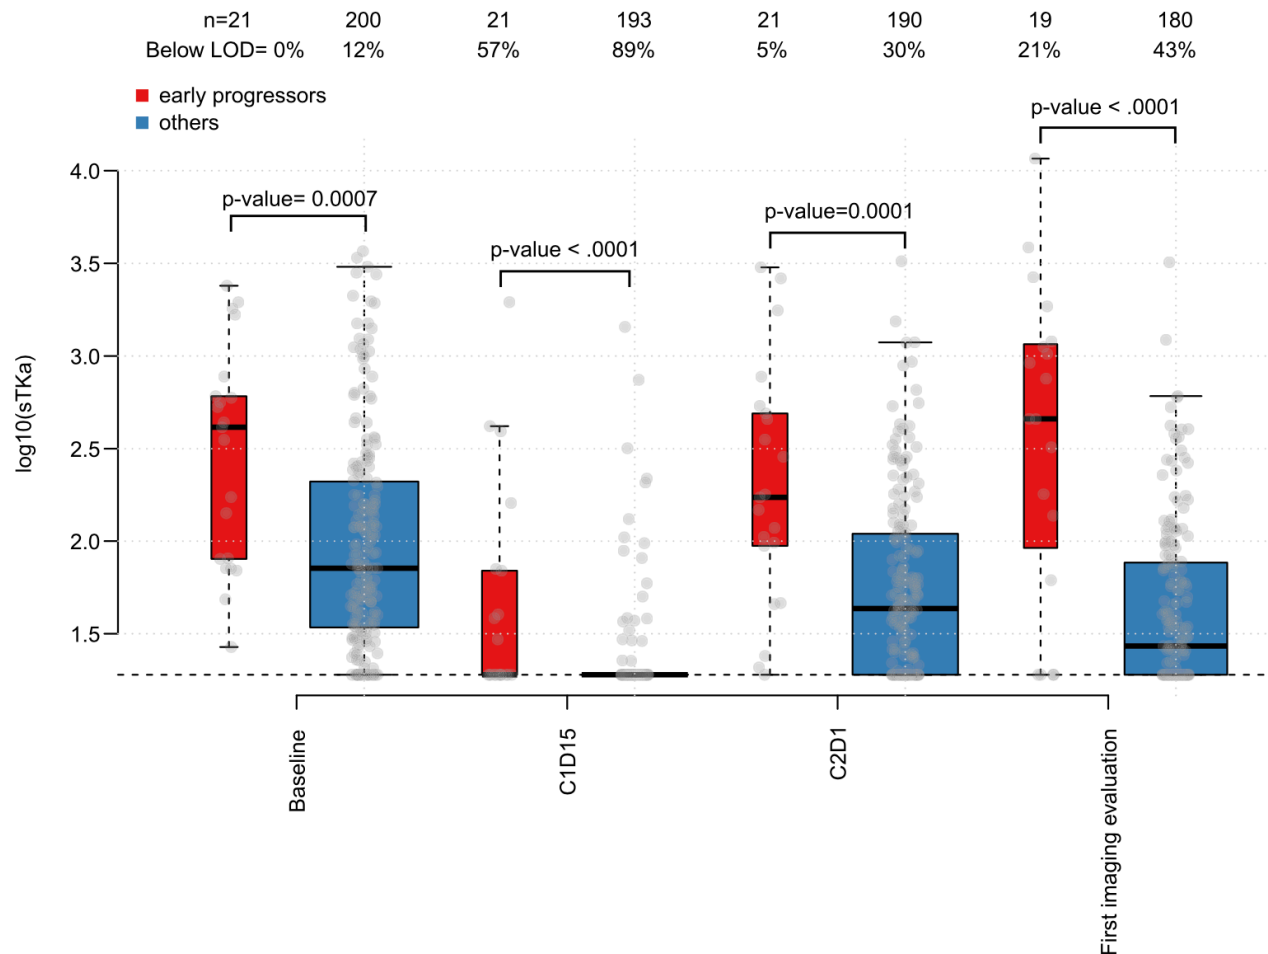 n=21 200 21 193 21 190 19 180
Below LOD= 0% 12% 57% 89% 5% 30% 21% 43%
early progressors
others
p-value < .0001
p-value= 0.0007
p-value=0.0001
p-value < .0001
4.0
3.5
3.0
2.5
2.0
1.5
log10(sTKa)
Baseline
C1D15
C2D1
First imaging evaluation